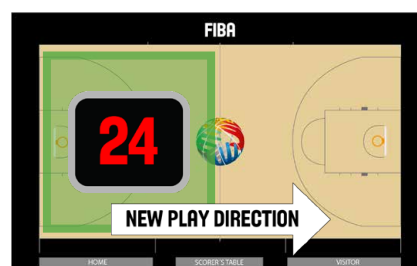 FIBA
24
NEW PLAY DIRECTION
HOME
SCORER'S TABLE
VISITOR